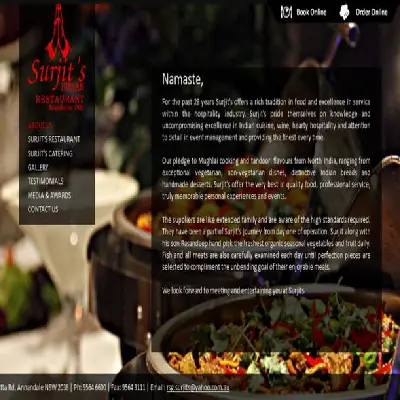 Book Online
Order Online
Surjit's
INDIAN
RESTAURANT
ABOUT US
SURJIT'S RESTAURANT
SURJIT'S CATERING
GALLERY
TESTIMONIALS
MEDIA & AWARDS
CONTACT US
Namaste,
For the past 28 years Surjit's offers a rich tradition in food and excellence in service
within the hospitality industry. Surjit's pride themselves on knowledge and
uncompromising excellence in Indian cuisine, wine, hearty hospitality and attention
to detail in event management and providing the finest every time.
Our pledge to Mughlai cooking and tandoori flavours from North India, ranging from
exceptional vegetarian, non-vegetarian dishes, distinctive Indian breads and
handmade desserts. Surjit's offer the very best in quality food, professional service,
truly memorable personal experiences and events.
The suppliers are like extended family and are aware of the high standards required.
They have been a part of Surjit's journey from day one of operation. Surjit along with
his son Rasandeep hand pick the freshest organic seasonal vegetables and fruit daily.
Fish and all meats are also carefully examined each day until perfection pieces are
selected to compliment the unbending goal of their enjoyable meals.
We look forward to meeting and entertaining you at Surjits
tta Rd, Annandale NSW 2038 | Ph: 9564 6600 | Fax: 9564 3111 | Email: rsr.surjits@yahoo.com.au